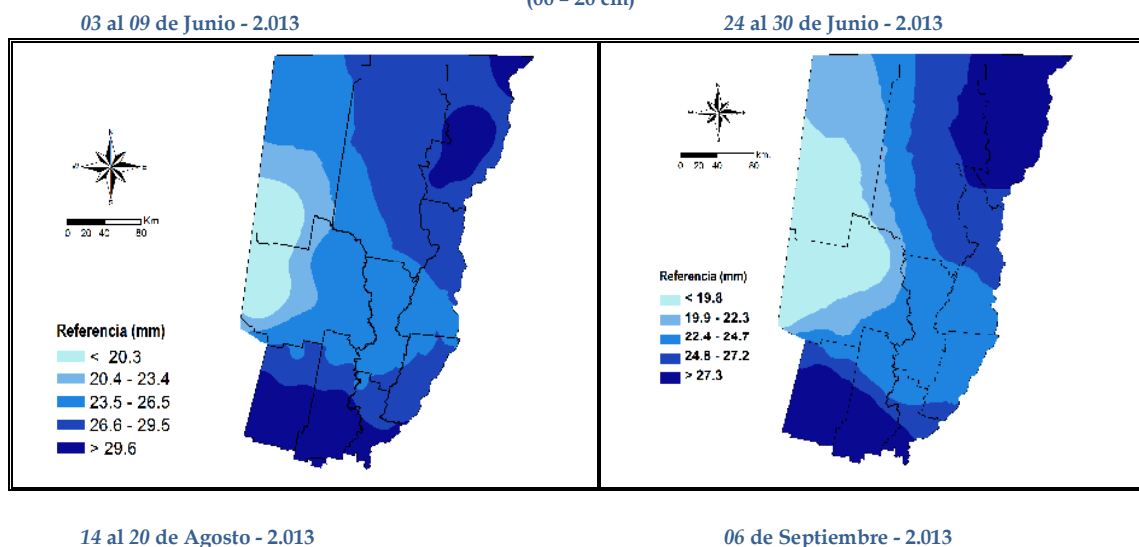 (00 – 20 cm)
03 al 09 de Junio - 2.013
24 al 30 de Junio - 2.013
N
W E
S
Km
0 20 40 80
Referencia (mm)
< 20.3
20.4 - 23.4
23.5 - 26.5
26.6 - 29.5
> 29.6
km.
0 20 40 80
Referencia (mm)
< 19.8
19.9 - 22.3
22.4 - 24.7
24.8 - 27.2
> 27.3
14 al 20 de Agosto - 2.013
06 de Septiembre - 2.013